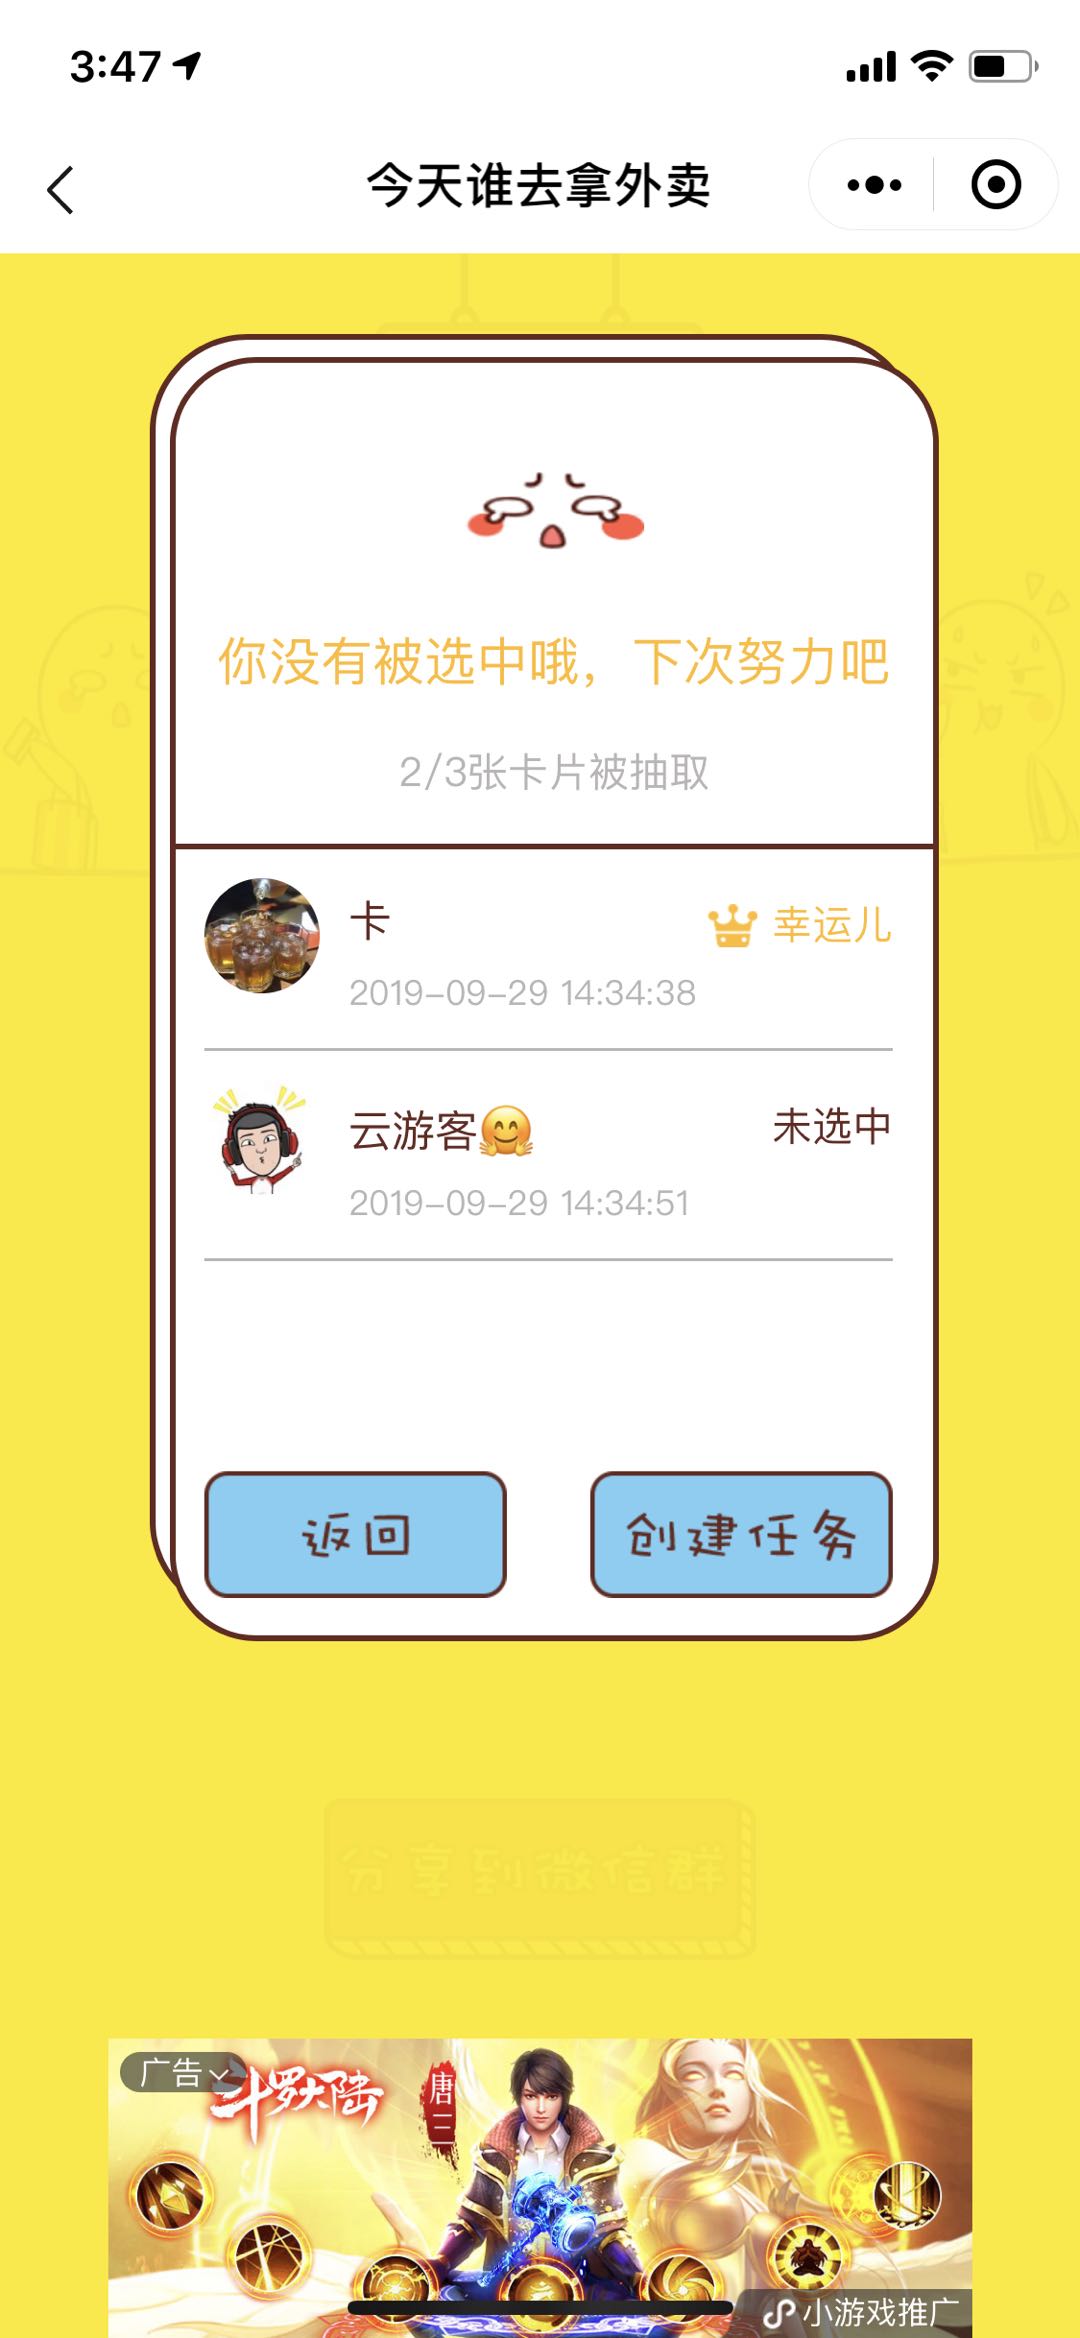 3:47
今天谁去拿外卖
你没有被选中哦，下次努力吧
2/3张卡片被抽取
卡
幸运儿
2019-09-29 14:34:38
云游客🤗
未选中
2019-09-29 14:34:51
返回
创建任务
分享到微信群
广告
斗罗大陆
唐三
小游戏推广